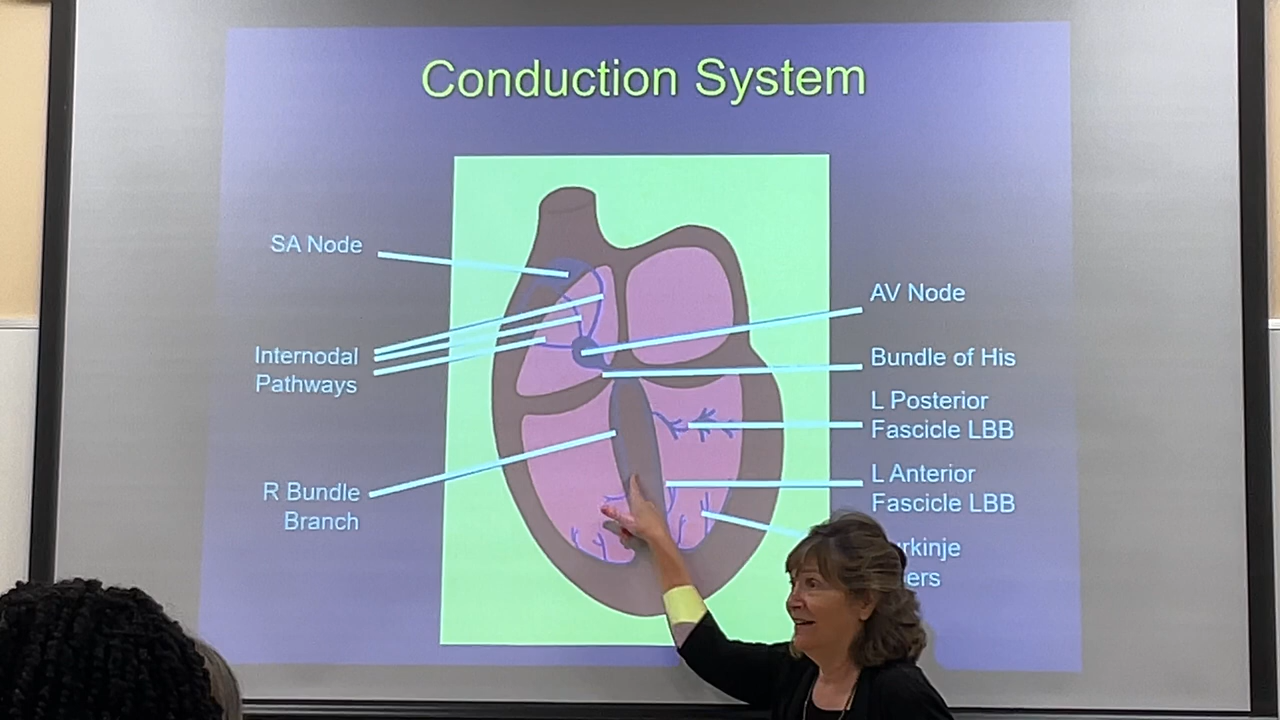 Conduction System
SA Node
Internodal
Pathways
R Bundle
Branch
AV Node
Bundle of His
L Posterior
Fascicle LBB
L Anterior
Fascicle LBB